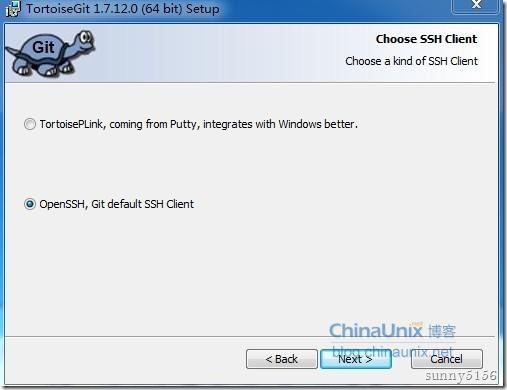 TortoiseGit 1.7.12.0 (64 bit) Setup
Git
Choose SSH Client
Choose a kind of SSH Client
TortoisePLink, coming from Putty, integrates with Windows better.
OpenSSH, Git default SSH Client
ChinaUnix 博客
blog.chinaunix.net
< Back
Next >
Cancel
sunny5156